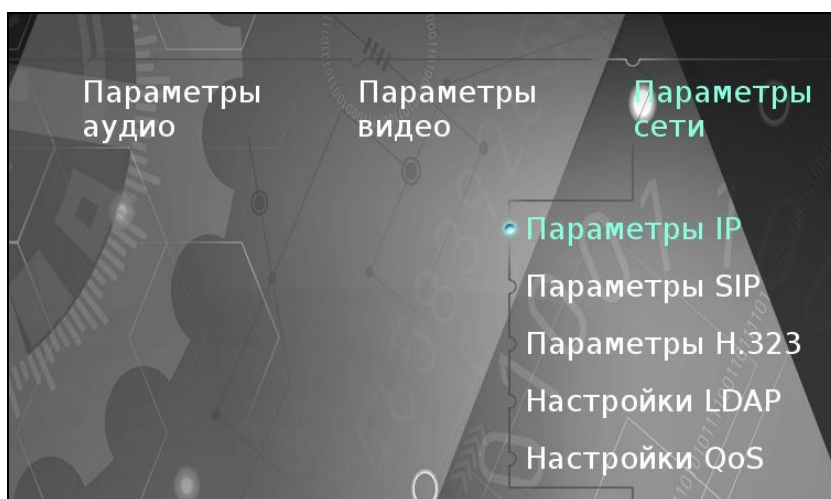 Параметры
аудио
Параметры
видео
Параметры
сети
Параметры IP
Параметры SIP
Параметры H.323
Настройки LDAP
Настройки QoS